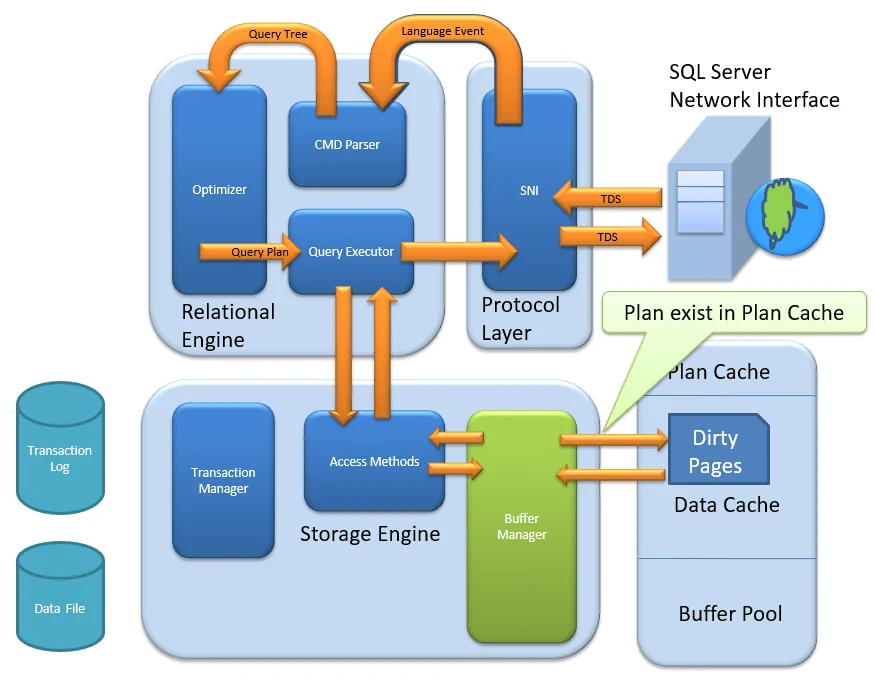 Query Tree
Language Event
SQL Server
Network Interface
CMD Parser
Optimizer
SNI
TDS
TDS
Query Plan
Query Executor
Relational
Engine
Protocol
Layer
Plan exist in Plan Cache
Plan Cache
Transaction
Log
Transaction
Manager
Access Methods
Dirty
Pages
Data Cache
Storage Engine
Buffer
Manager
Data File
Buffer Pool